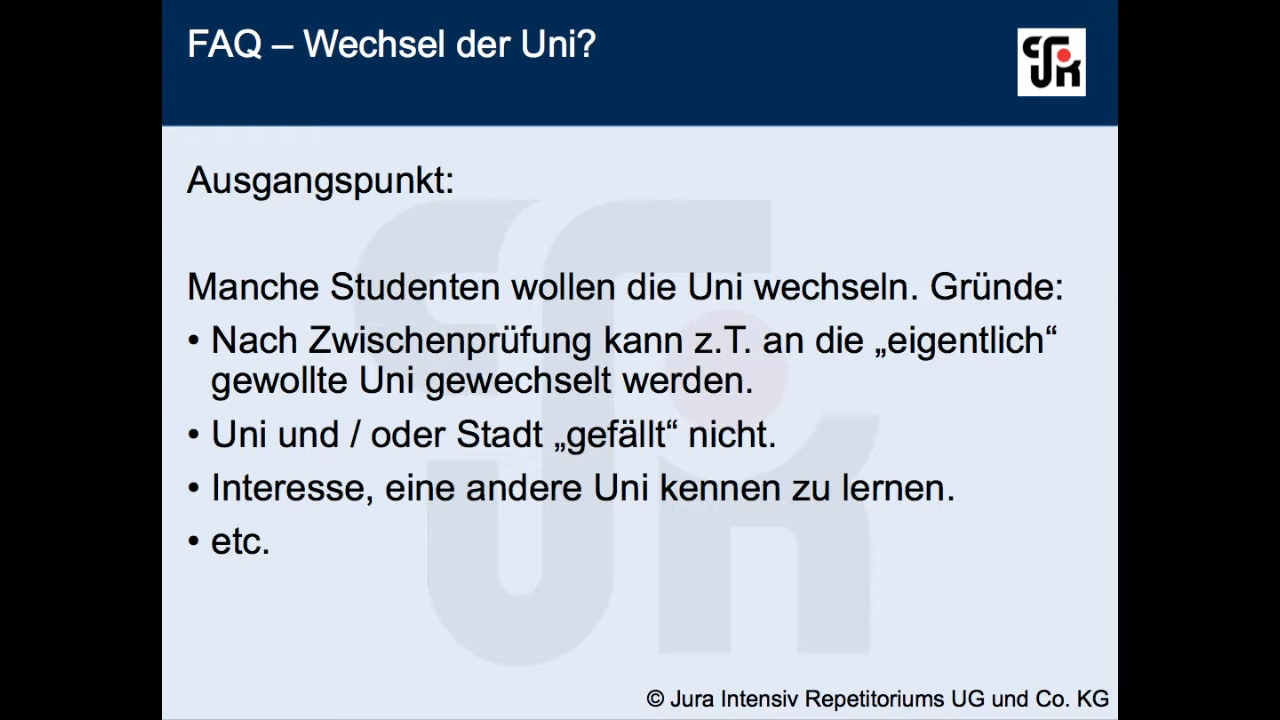 FAQ – Wechsel der Uni?
Ausgangspunkt:
Manche Studenten wollen die Uni wechseln. Gründe:
• Nach Zwischenprüfung kann z.T. an die „eigentlich“
gewollte Uni gewechselt werden.
• Uni und / oder Stadt „gefällt“ nicht.
• Interesse, eine andere Uni kennen zu lernen.
• etc.
© Jura Intensiv Repetitoriums UG und Co. KG